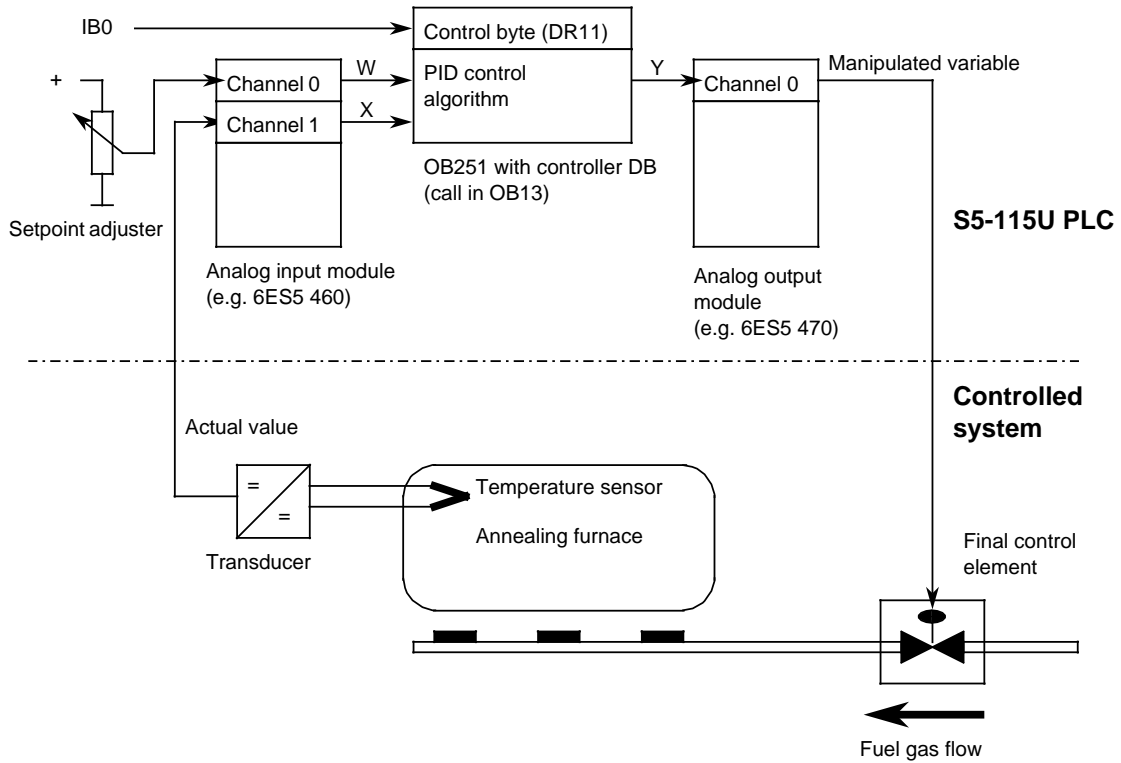 IB0
Control byte (DR11)
+
Channel 0
W
PID control
algorithm
Y
Channel 0
Manipulated variable
Channel 1
X
OB251 with controller DB
(call in OB13)
Setpoint adjuster
S5-115U PLC
Analog input module
(e.g. 6ES5 460)
Analog output
module
(e.g. 6ES5 470)
Controlled
system
Actual value
=
=
Temperature sensor
Annealing furnace
Transducer
Final control
element
Fuel gas flow